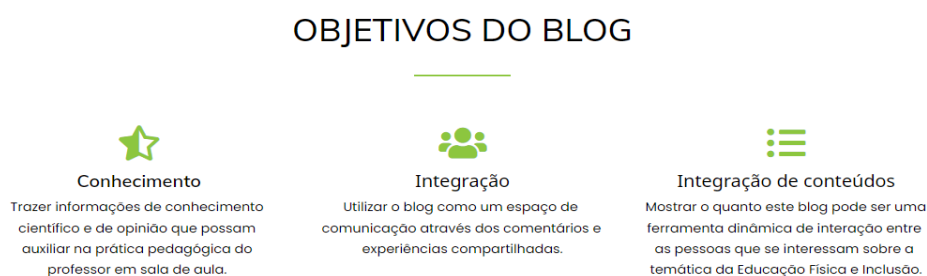 OBJETIVOS DO BLOG
Conhecimento
Trazer informações de conhecimento
científico e de opinião que possam
auxiliar na prática pedagógica do
professor em sala de aula.
Integração
Utilizar o blog como um espaço de
comunicação através dos comentários e
experiências compartilhadas.
Integração de conteúdos
Mostrar o quanto este blog pode ser uma
ferramenta dinâmica de interação entre
as pessoas que se interessam sobre a
temática da Educação Física e Inclusão.